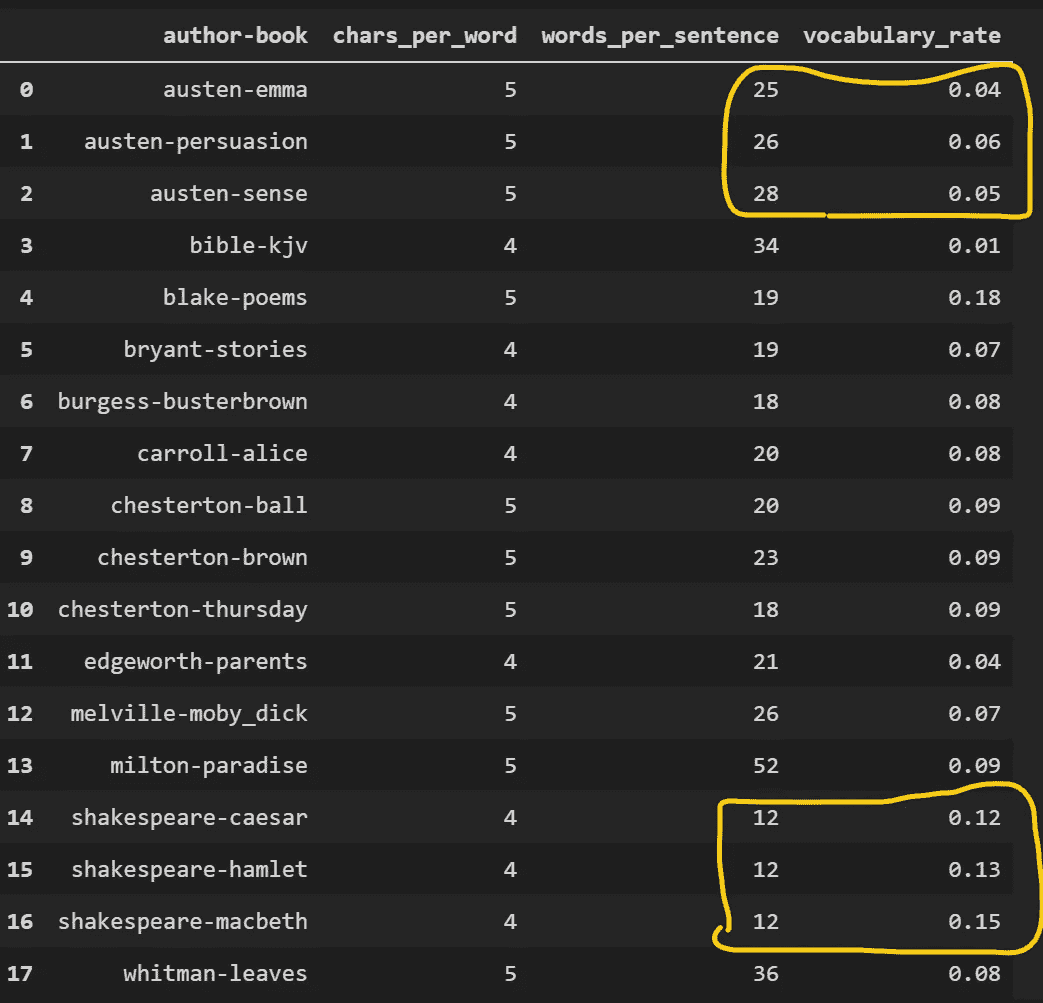 author-book chars_per_word words_per_sentence vocabulary_rate
0 austen-emma 5 25 0.04
1 austen-persuasion 5 26 0.06
2 austen-sense 5 28 0.05
3 bible-kjv 4 34 0.01
4 blake-poems 5 19 0.18
5 bryant-stories 4 19 0.07
6 burgess-busterbrown 4 18 0.08
7 carroll-alice 4 20 0.08
8 chesterton-ball 5 20 0.09
9 chesterton-brown 5 23 0.09
10 chesterton-thursday 5 18 0.09
11 edgeworth-parents 4 21 0.04
12 melville-moby_dick 5 26 0.07
13 milton-paradise 5 52 0.09
14 shakespeare-caesar 4 12 0.12
15 shakespeare-hamlet 4 12 0.13
16 shakespeare-macbeth 4 12 0.15
17 whitman-leaves 5 36 0.08